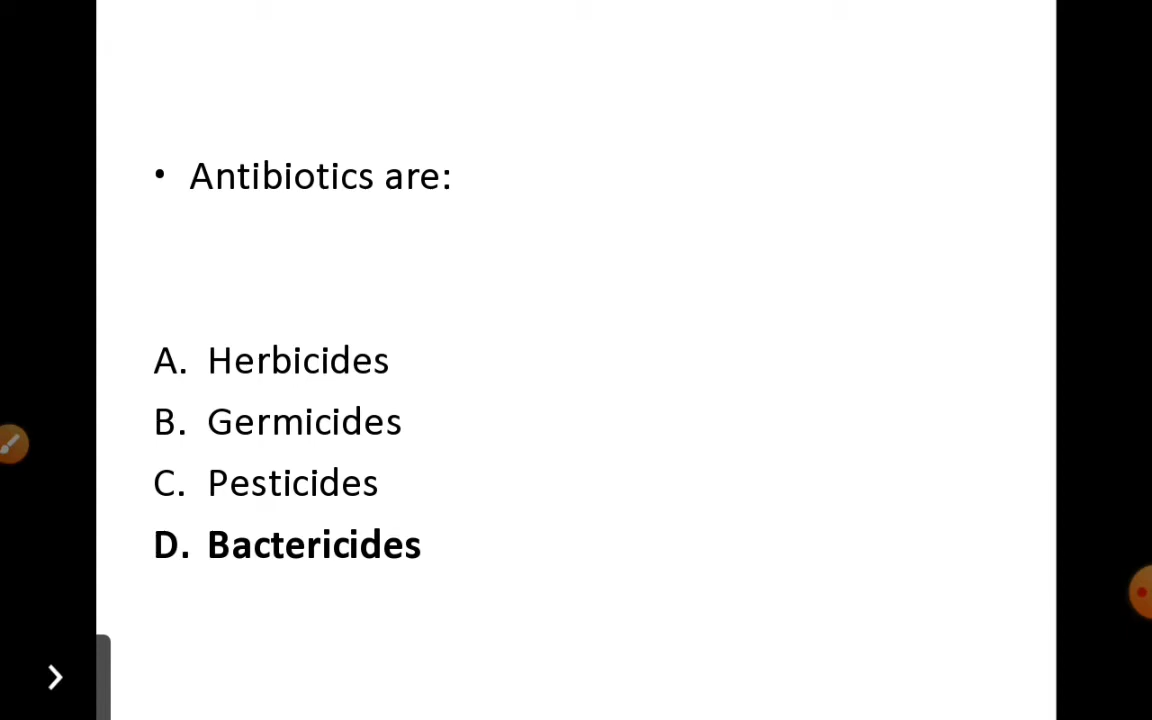 • Antibiotics are:
A. Herbicides
B. Germicides
C. Pesticides
D. Bactericides